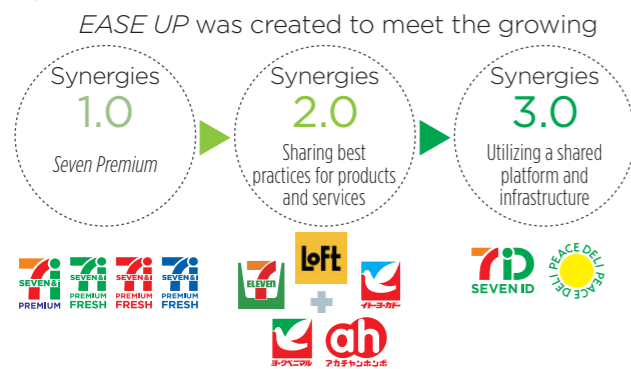 EASE UP was created to meet the growing
Synergies
1.0
Seven Premium
Synergies
2.0
Sharing best
practices for products
and services
Synergies
3.0
Utilizing a shared
platform and
infrastructure
SEVEN&i
PREMIUM
SEVEN&i
PREMIUM
FRESH
SEVEN&i
PREMIUM
FRESH
SEVEN&i
PREMIUM
FRESH
7
ELEVEN
LOFT
イトーヨーカドー
ヨークベニマル
ah
アカチャンホンポ
7iD
SEVEN ID
PEACE DELI PEACE DELI